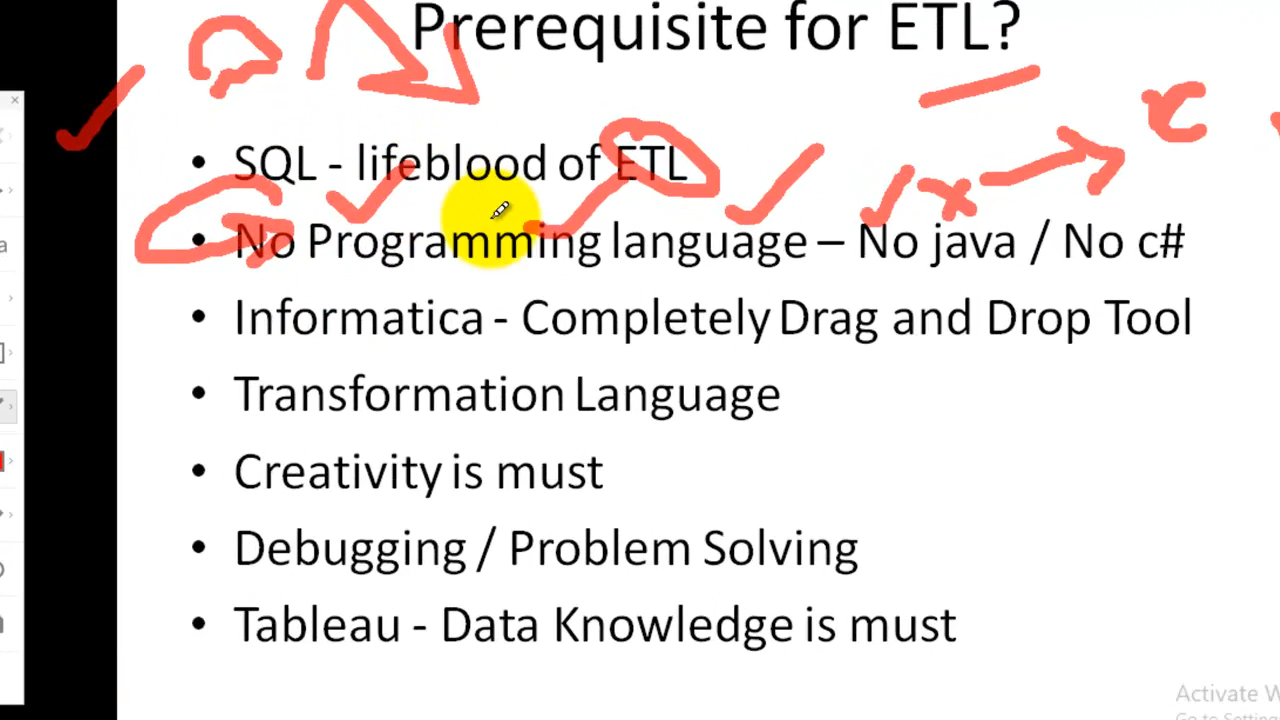 Prerequisite for ETL?
• SQL - lifeblood of ETL
• No Programming language – No java / No c#
• Informatica - Completely Drag and Drop Tool
• Transformation Language
• Creativity is must
• Debugging / Problem Solving
• Tableau - Data Knowledge is must
Activate W